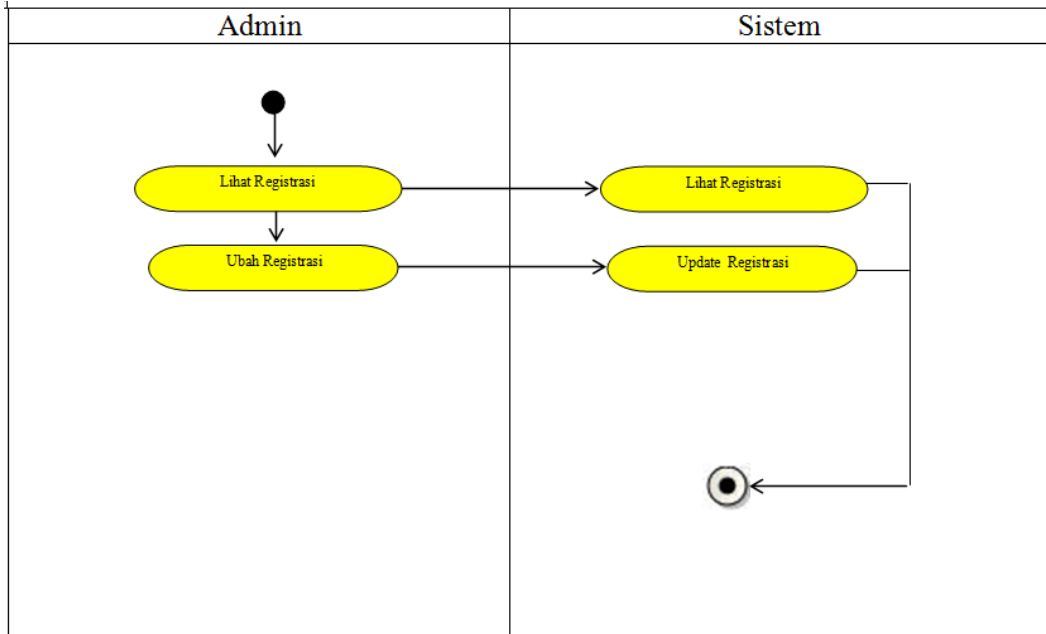 Admin
Sistem
Lihat Registrasi
Lihat Registrasi
Ubah Registrasi
Update Registrasi